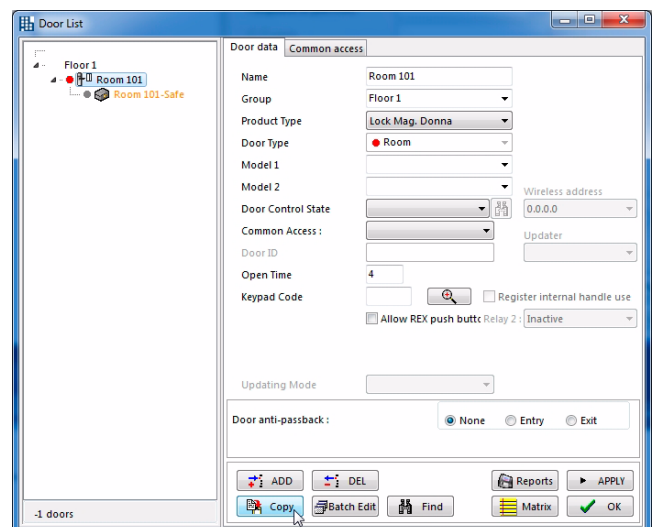 Door List
Floor 1
Room 101
Room 101-Safe
-1 doors
Door data Common access
Name Room 101
Group Floor 1
Product Type Lock Mag. Donna
Door Type Room
Model 1
Model 2
Wireless address
Door Control State 0.0.0.0
Common Access :
Updater
Door ID
Open Time 4
Keypad Code Register internal handle use
Allow REX push buttc Relay 2 : Inactive
Updating Mode
Door anti-passback : None Entry Exit
ADD DEL Reports APPLY
Copy Batch Edit Find Matrix OK